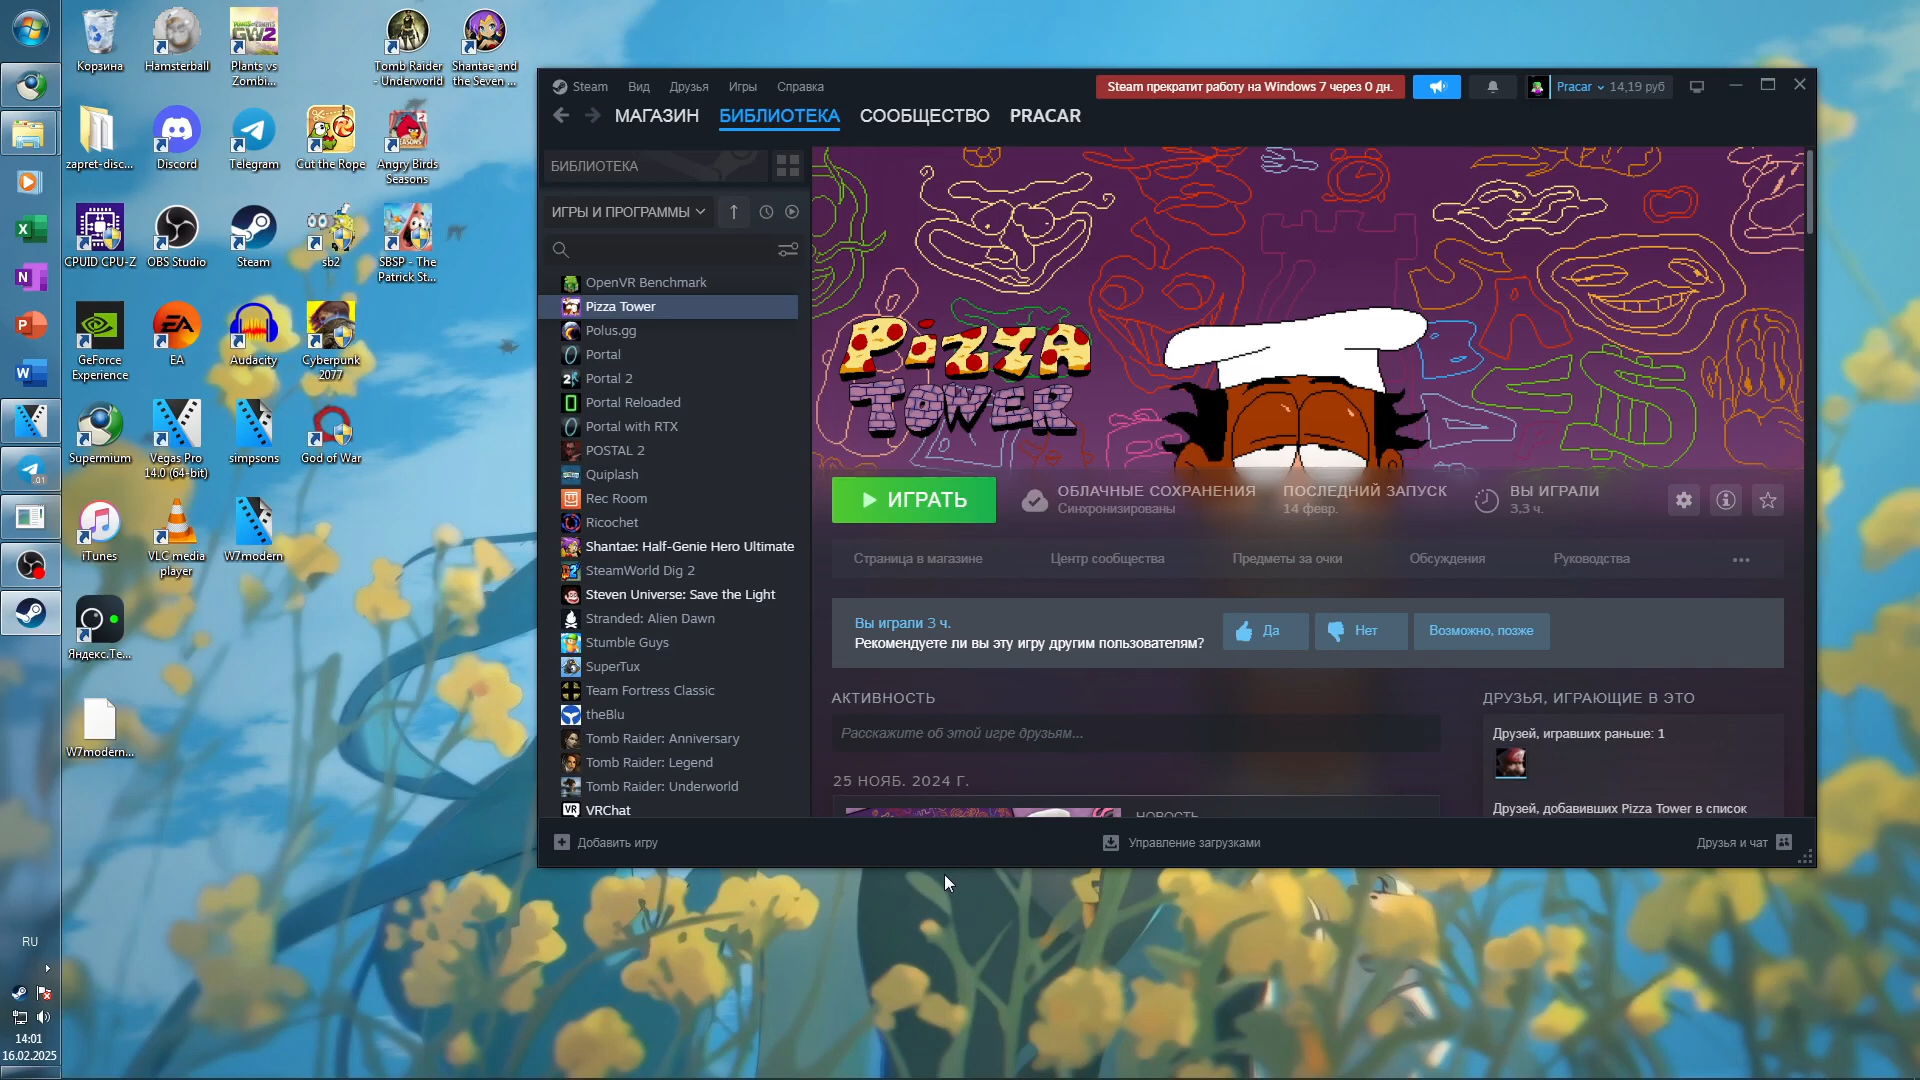 Корзина
Hamsterball
Plants vs
Zombi...
Tomb Raider
- Underworld
Shantae and
the Seven ...
zapret-disc...
Discord
Telegram
Cut the Rope
Angry Birds
Seasons
CPUID CPU-Z
OBS Studio
Steam
sb2
SBSP - The
Patrick St...
GeForce
Experience
EA
Audacity
Cyberpunk
2077
Supermium
Vegas Pro
14.0 (64-bit)
simpsons
God of War
iTunes
VLC media
player
W7modern
Яндекс.Те...
W7modern...
RU
14:01
16.02.2025
Steam
Вид
Друзья
Игры
Справка
Steam прекратит работу на Windows 7 через 0 дн.
Pracar
14,19 руб
МАГАЗИН
БИБЛИОТЕКА
СООБЩЕСТВО
PRACAR
БИБЛИОТЕКА
ИГРЫ И ПРОГРАММЫ
OpenVR Benchmark
Pizza Tower
Polus.gg
Portal
Portal 2
Portal Reloaded
Portal with RTX
POSTAL 2
Quiplash
Rec Room
Ricochet
Shantae: Half-Genie Hero Ultimate
SteamWorld Dig 2
Steven Universe: Save the Light
Stranded: Alien Dawn
Stumble Guys
SuperTux
Team Fortress Classic
theBlu
Tomb Raider: Anniversary
Tomb Raider: Legend
Tomb Raider: Underworld
VRChat
PIZZA
TOWER
ИГРАТЬ
ОБЛАЧНЫЕ СОХРАНЕНИЯ
Синхронизированы
ПОСЛЕДНИЙ ЗАПУСК
14 февр.
ВЫ ИГРАЛИ
3,3 ч.
Страница в магазине
Центр сообщества
Предметы за очки
Обсуждения
Руководства
Вы играли 3 ч.
Рекомендуете ли вы эту игру другим пользователям?
Да
Нет
Возможно, позже
АКТИВНОСТЬ
Расскажите об этой игре друзьям...
25 НОЯБ. 2024 Г.
НОВОСТЬ
ДРУЗЬЯ, ИГРАЮЩИЕ В ЭТО
Друзей, игравших раньше: 1
Друзей, добавивших Pizza Tower в список
Добавить игру
Управление загрузками
Друзья и чат